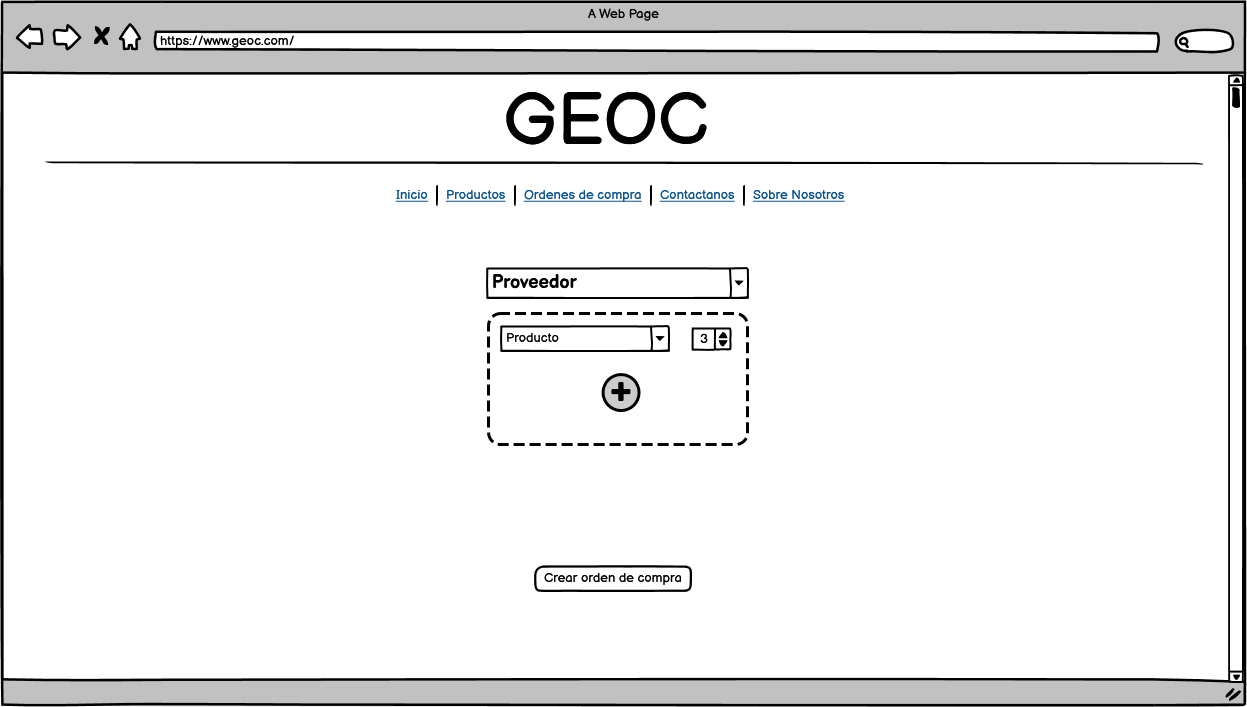 A Web Page
https://www.geoc.com/
GEOC
Inicio | Productos | Ordenes de compra | Contactanos | Sobre Nosotros
Proveedor
Producto 3
Crear orden de compra